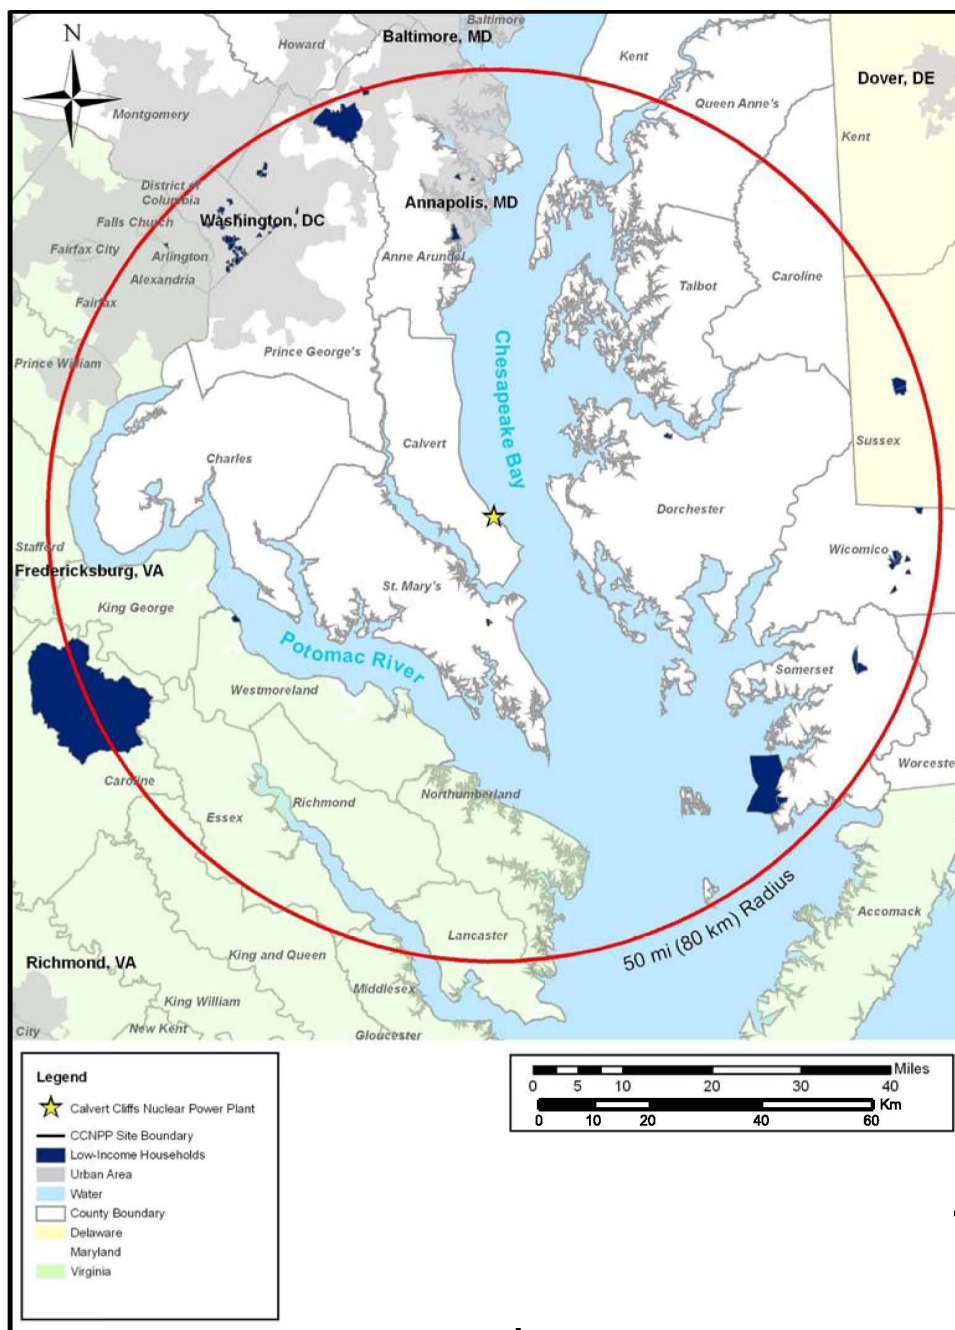 N
Baltimore
Baltimore, MD
Howard
Kent
Dover, DE
Queen Anne's
Montgomery
Kent
District of
Columbia
Annapolis, MD
Falls Church
Washington, DC
Fairfax City
Arlington
Anne Arundel
Alexandria
Caroline
Talbot
Fairfax
Prince George's
Prince William
Chesapeake Bay
Calvert
Sussex
Charles
Dorchester
Stafford
Wicomico
Fredericksburg, VA
St. Mary's
King George
Potomac River
Somerset
Westmoreland
Worceste
Caroline
Richmond
Northumberland
Essex
50 mi (80 km) Radius
Accomack
Lancaster
King and Queen
Richmond, VA
Middlesex
King William
City
New Kent
Gloucester
Legend
Calvert Cliffs Nuclear Power Plant
CCNPP Site Boundary
Low-Income Households
Urban Area
Water
County Boundary
Delaware
Maryland
Virginia
Miles
0 5 10 20 30 40
Km
0 10 20 40 60